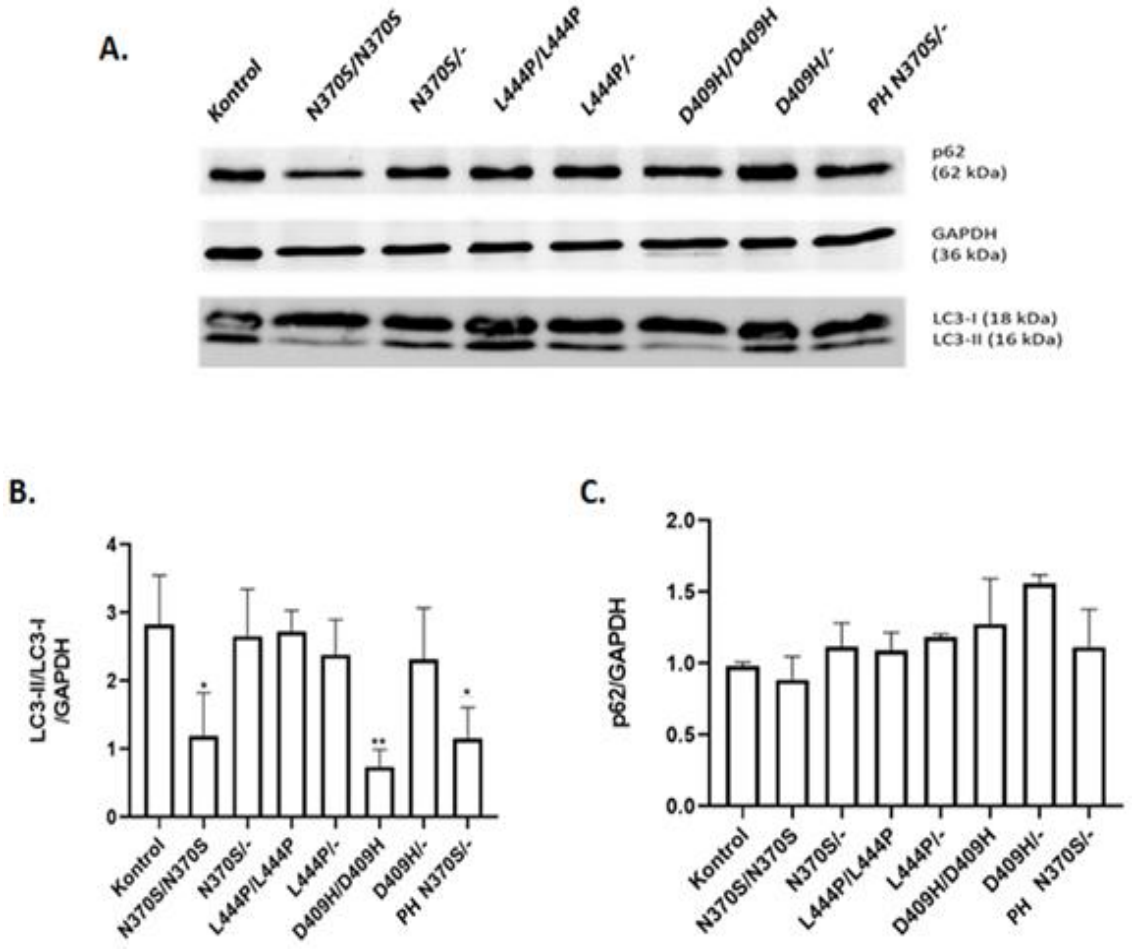 A.
Kontrol
N370S/N370S
N370S/-
L444P/L444P
L444P/-
D409H/D409H
D409H/-
PH N370S/-
p62
(62 kDa)
GAPDH
(36 kDa)
LC3-I (18 kDa)
LC3-II (16 kDa)
B.
LC3-II/LC3-I
/GAPDH
4
3
2
1
0
*
**
*
Kontrol
N370S/N370S
N370S/-
L444P/L444P
L444P/-
D409H/D409H
D409H/-
PH N370S/-
C.
p62/GAPDH
2.0
1.5
1.0
0.5
0.0
Kontrol
N370S/N370S
N370S/-
L444P/L444P
L444P/-
D409H/D409H
D409H/-
PH N370S/-